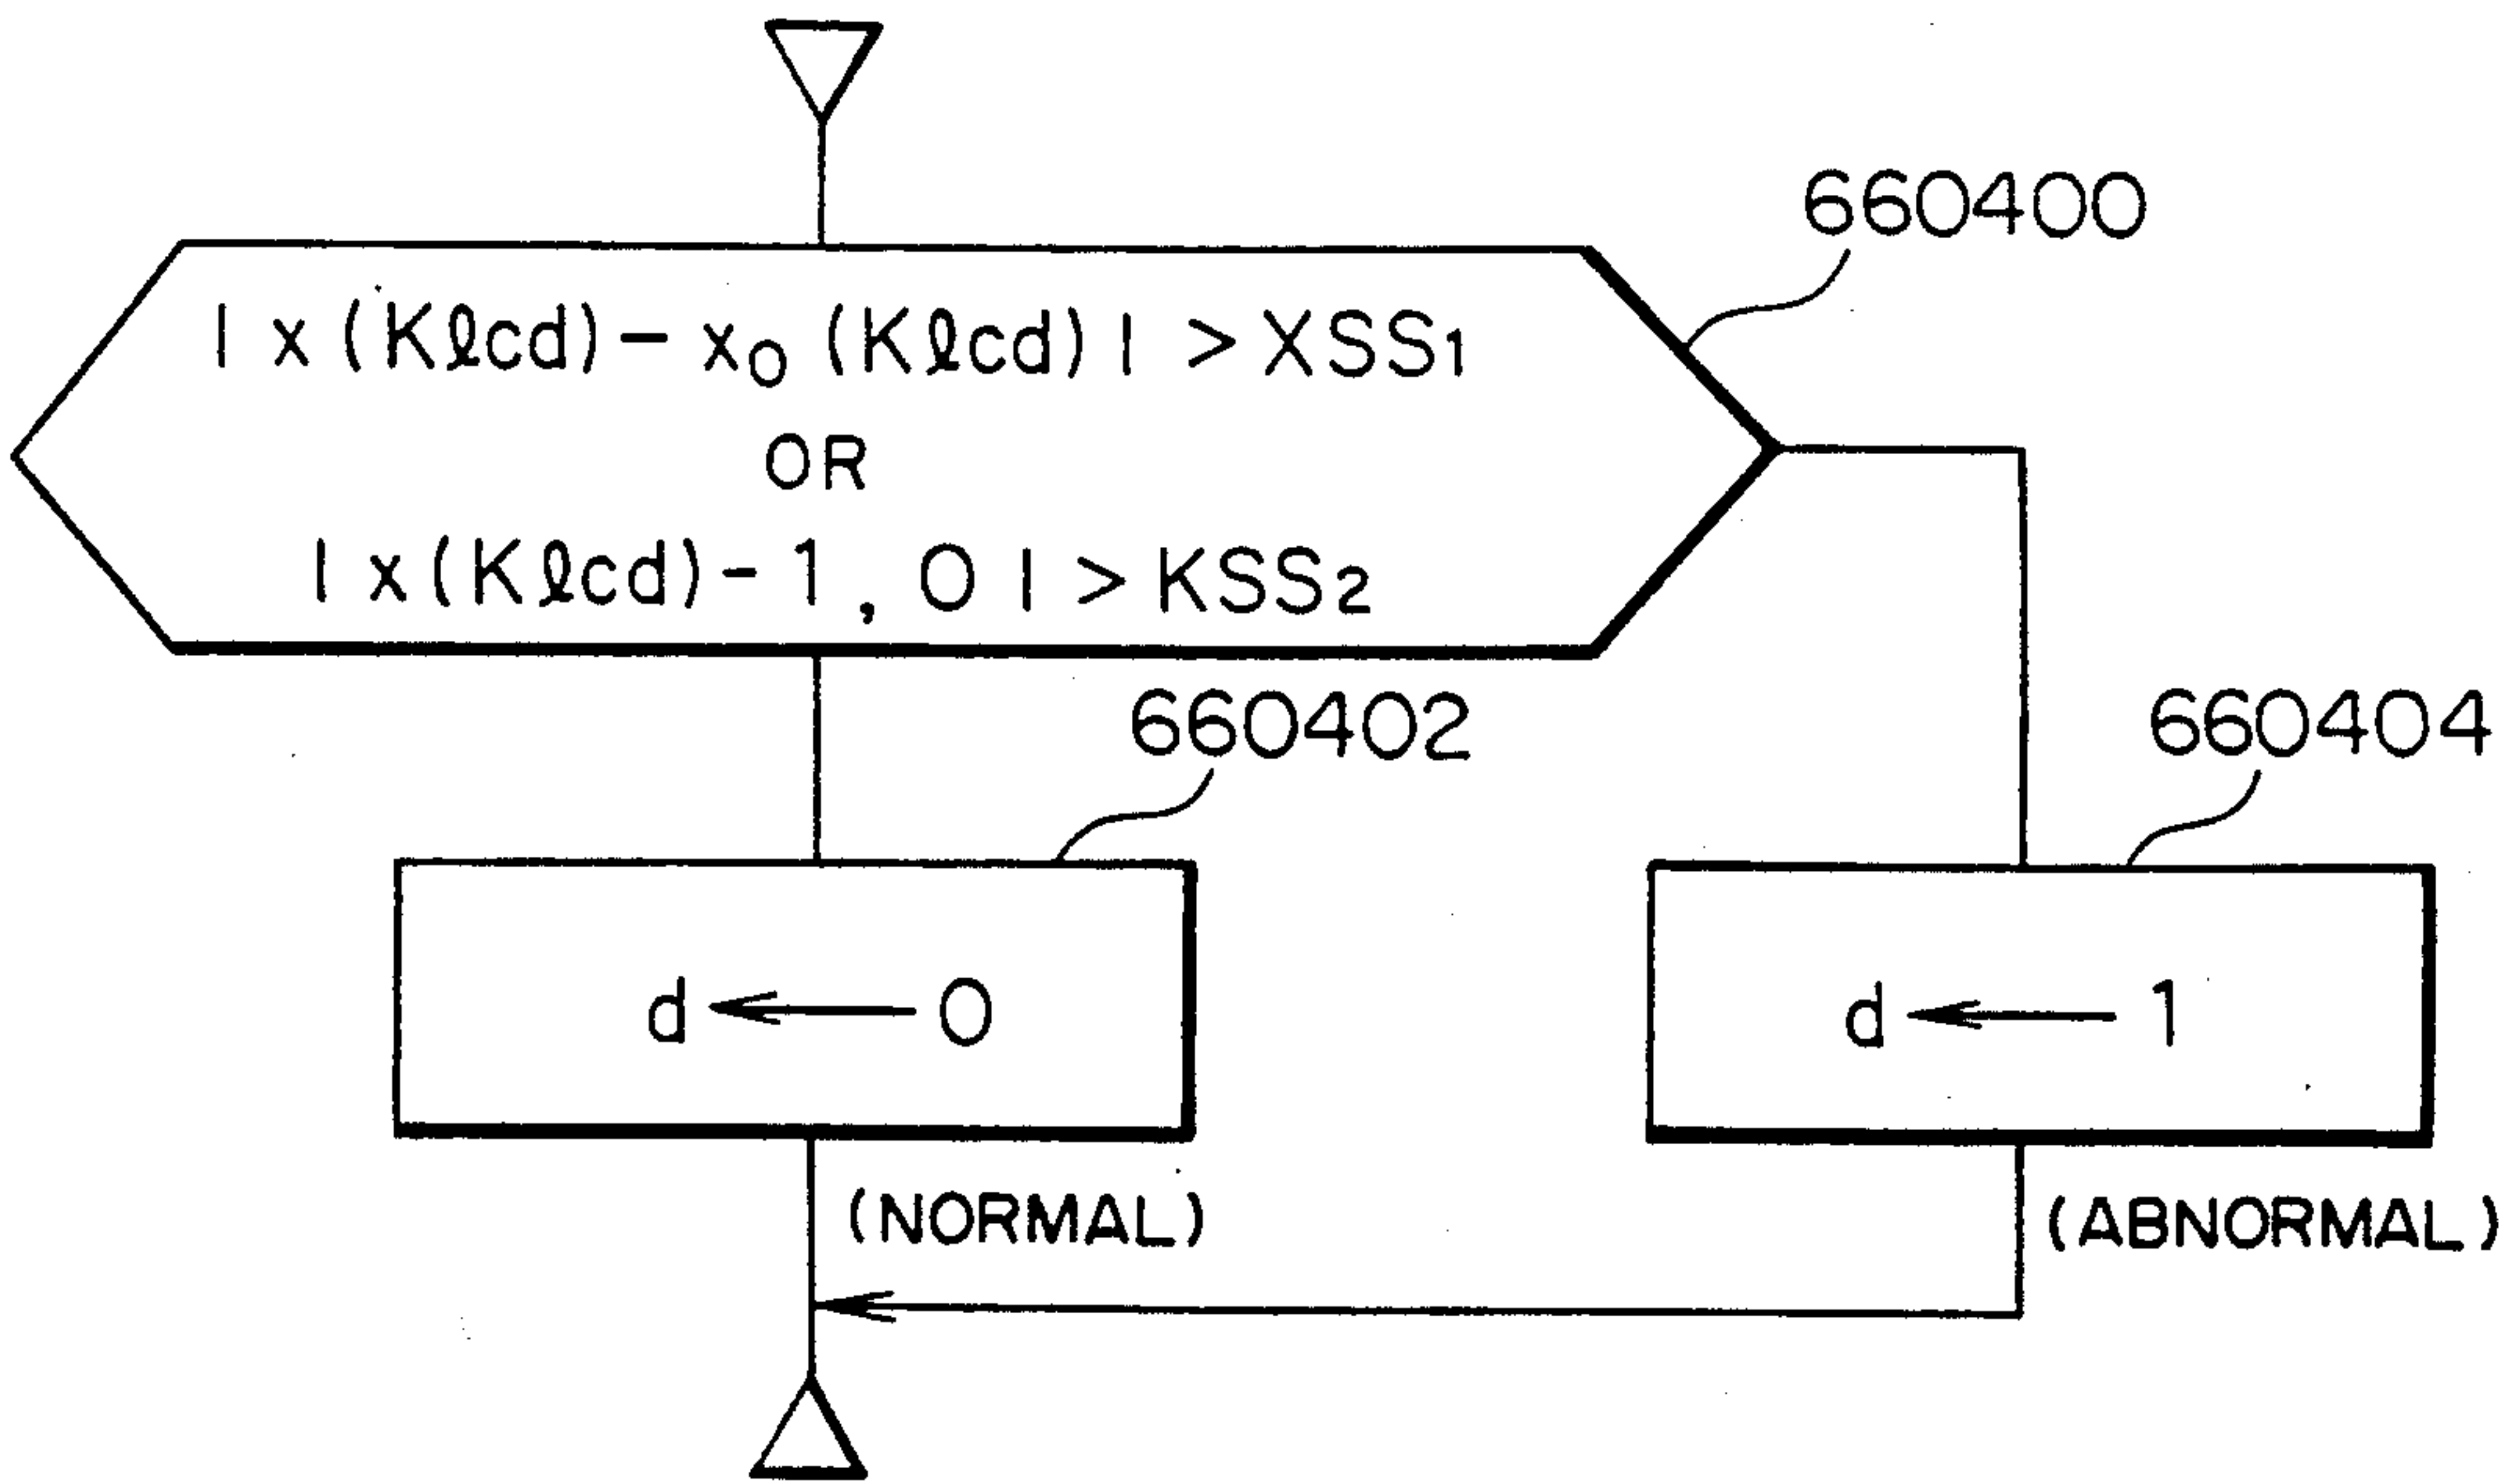 660400
| x (Kℓcd) – x₀ (Kℓcd) | > XSS₁
OR
| x (Kℓcd) – 1 , 0 | > KSS₂
660402
660404
d ← 0
d ← 1
(NORMAL)
(ABNORMAL)